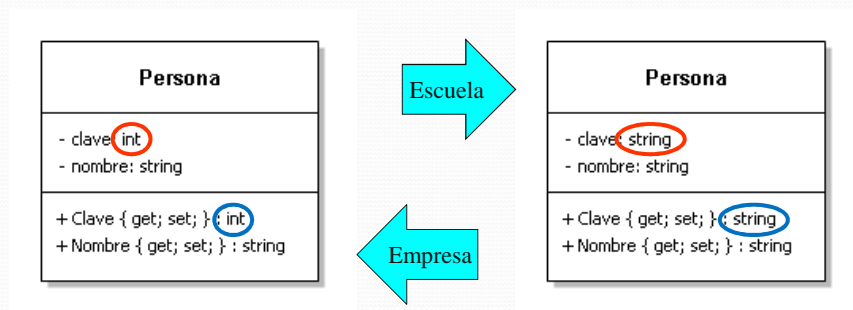 Persona
- clave: int
- nombre: string
+ Clave { get; set; } : int
+ Nombre { get; set; } : string
Escuela
Empresa
Persona
- clave: string
- nombre: string
+ Clave { get; set; } : string
+ Nombre { get; set; } : string